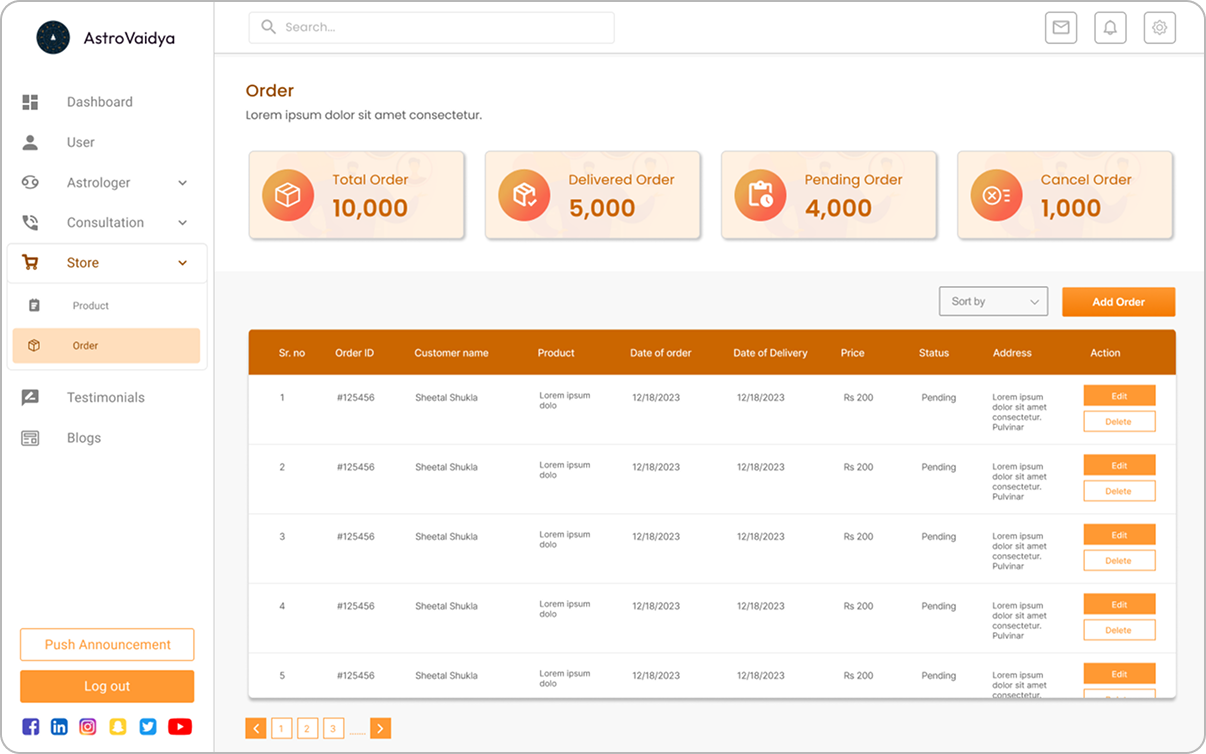 AstroVaidya
Search...
Dashboard
User
Astrologer
Consultation
Store
Product
Order
Testimonials
Blogs
Push Announcement
Log out
Order
Lorem ipsum dolor sit amet consectetur.
Total Order
10,000
Delivered Order
5,000
Pending Order
4,000
Cancel Order
1,000
Sort by
Add Order
Sr. no Order ID Customer name Product Date of order Date of Delivery Price Status Address Action
1 #125456 Sheetal Shukla Lorem ipsum dolo 12/18/2023 12/18/2023 Rs 200 Pending Lorem ipsum dolor sit amet consectetur. Pulvinar Edit Delete
2 #125456 Sheetal Shukla Lorem ipsum dolo 12/18/2023 12/18/2023 Rs 200 Pending Lorem ipsum dolor sit amet consectetur. Pulvinar Edit Delete
3 #125456 Sheetal Shukla Lorem ipsum dolo 12/18/2023 12/18/2023 Rs 200 Pending Lorem ipsum dolor sit amet consectetur. Pulvinar Edit Delete
4 #125456 Sheetal Shukla Lorem ipsum dolo 12/18/2023 12/18/2023 Rs 200 Pending Lorem ipsum dolor sit amet consectetur. Pulvinar Edit Delete
5 #125456 Sheetal Shukla Lorem ipsum dolo 12/18/2023 12/18/2023 Rs 200 Pending Lorem ipsum dolor sit amet consectetur. Edit
1 2 3